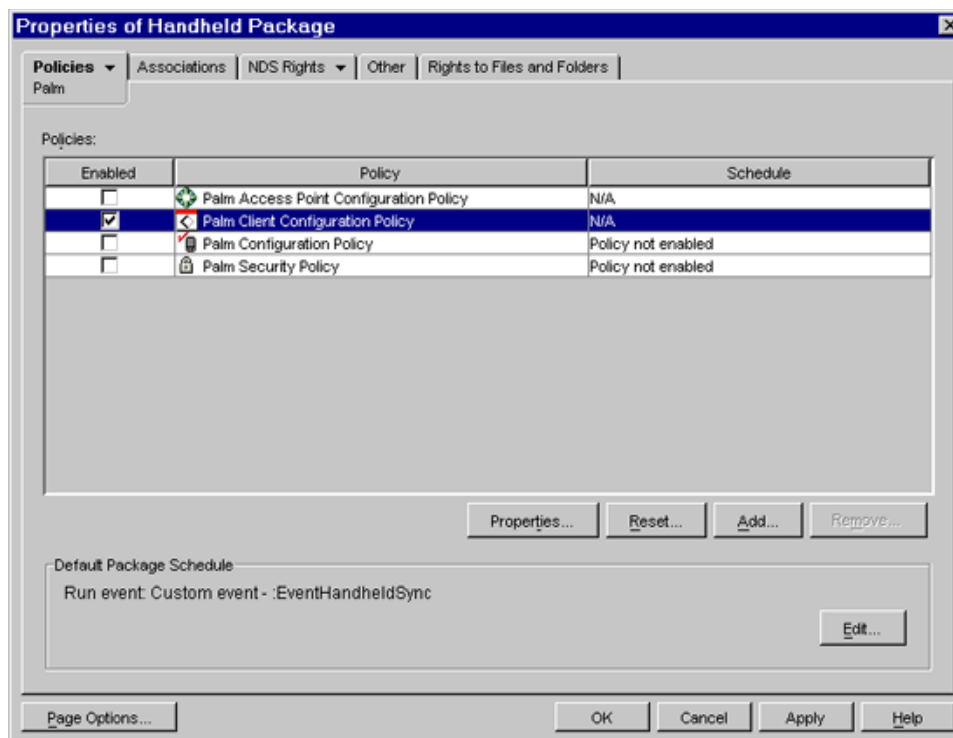 Properties of Handheld Package
Policies Associations NDS Rights Other Rights to Files and Folders
Palm
Policies:
Enabled Policy Schedule
Palm Access Point Configuration Policy N/A
Palm Client Configuration Policy N/A
Palm Configuration Policy Policy not enabled
Palm Security Policy Policy not enabled
Properties... Reset... Add... Remove...
Default Package Schedule
Run event: Custom event - :EventHandheldSync
Edit...
Page Options... OK Cancel Apply Help